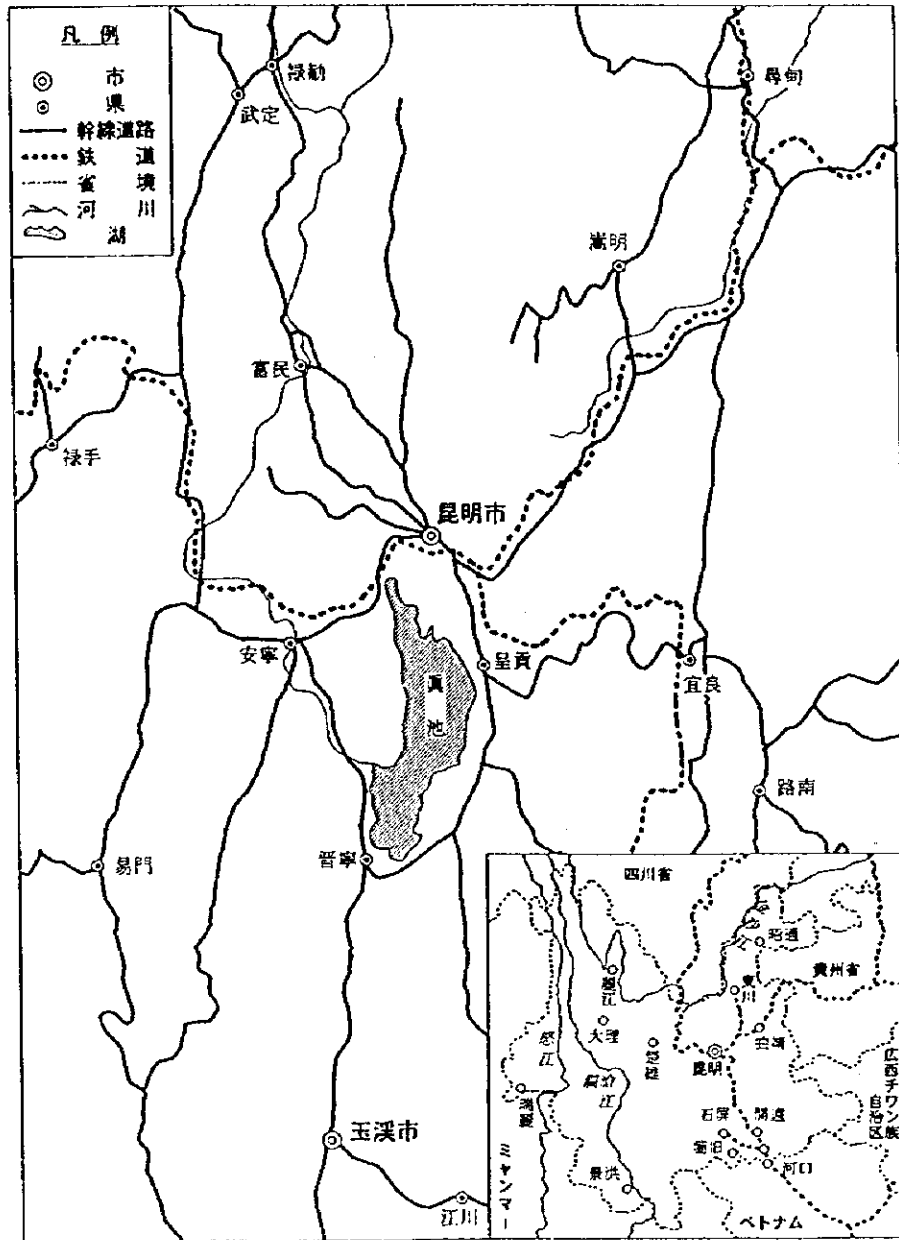 凡例
市
県
幹線道路
鉄道
省境
河川
湖
禄勧
武定
尋甸
嵩明
富民
禄手
昆明市
安寧
呈貢
宜良
滇池
路南
易門
晋寧
玉渓市
江川
四川省
昭通
貴州省
麗江
東川
大理
楚雄
昆明
曲靖
怒江
瀾滄江
瑞麗
広西チワン族
自治区
石屏
開遠
箇旧
河口
景洪
ミャンマー
ベトナム